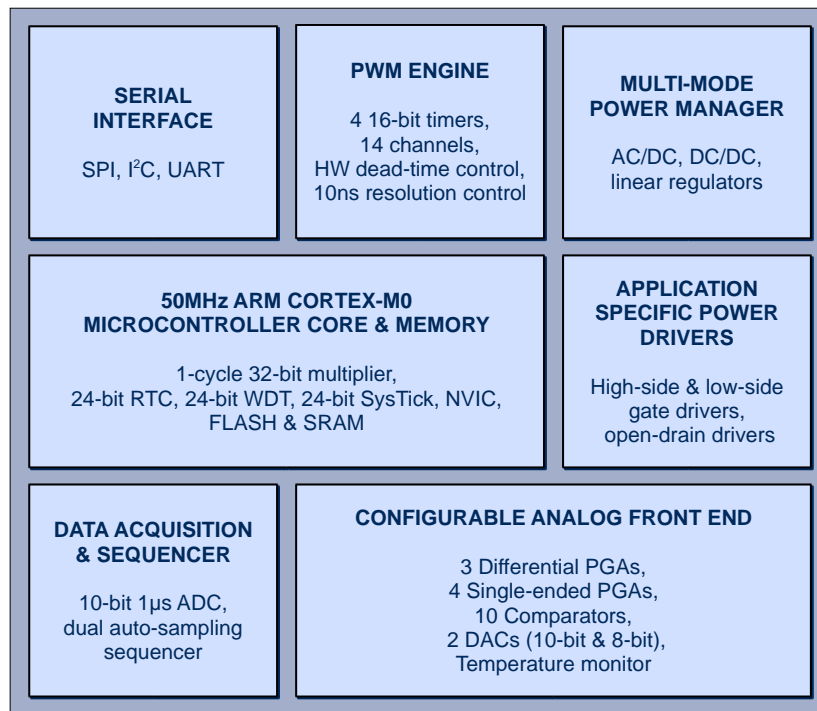 SERIAL
INTERFACE
SPI, I²C, UART
PWM ENGINE
4 16-bit timers,
14 channels,
HW dead-time control,
10ns resolution control
MULTI-MODE
POWER MANAGER
AC/DC, DC/DC,
linear regulators
50MHz ARM CORTEX-M0
MICROCONTROLLER CORE & MEMORY
1-cycle 32-bit multiplier,
24-bit RTC, 24-bit WDT, 24-bit SysTick, NVIC,
FLASH & SRAM
APPLICATION
SPECIFIC POWER
DRIVERS
High-side & low-side
gate drivers,
open-drain drivers
DATA ACQUISITION
& SEQUENCER
10-bit 1µs ADC,
dual auto-sampling
sequencer
CONFIGURABLE ANALOG FRONT END
3 Differential PGAs,
4 Single-ended PGAs,
10 Comparators,
2 DACs (10-bit & 8-bit),
Temperature monitor